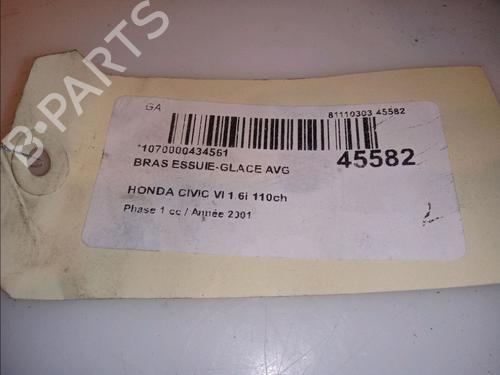 B-PARTS
GA
81110303 45582
*1070000434561
BRAS ESSUIE-GLACE AVG
45582
HONDA CIVIC VI 1.6i 110ch
Phase 1 cc / Année 2001